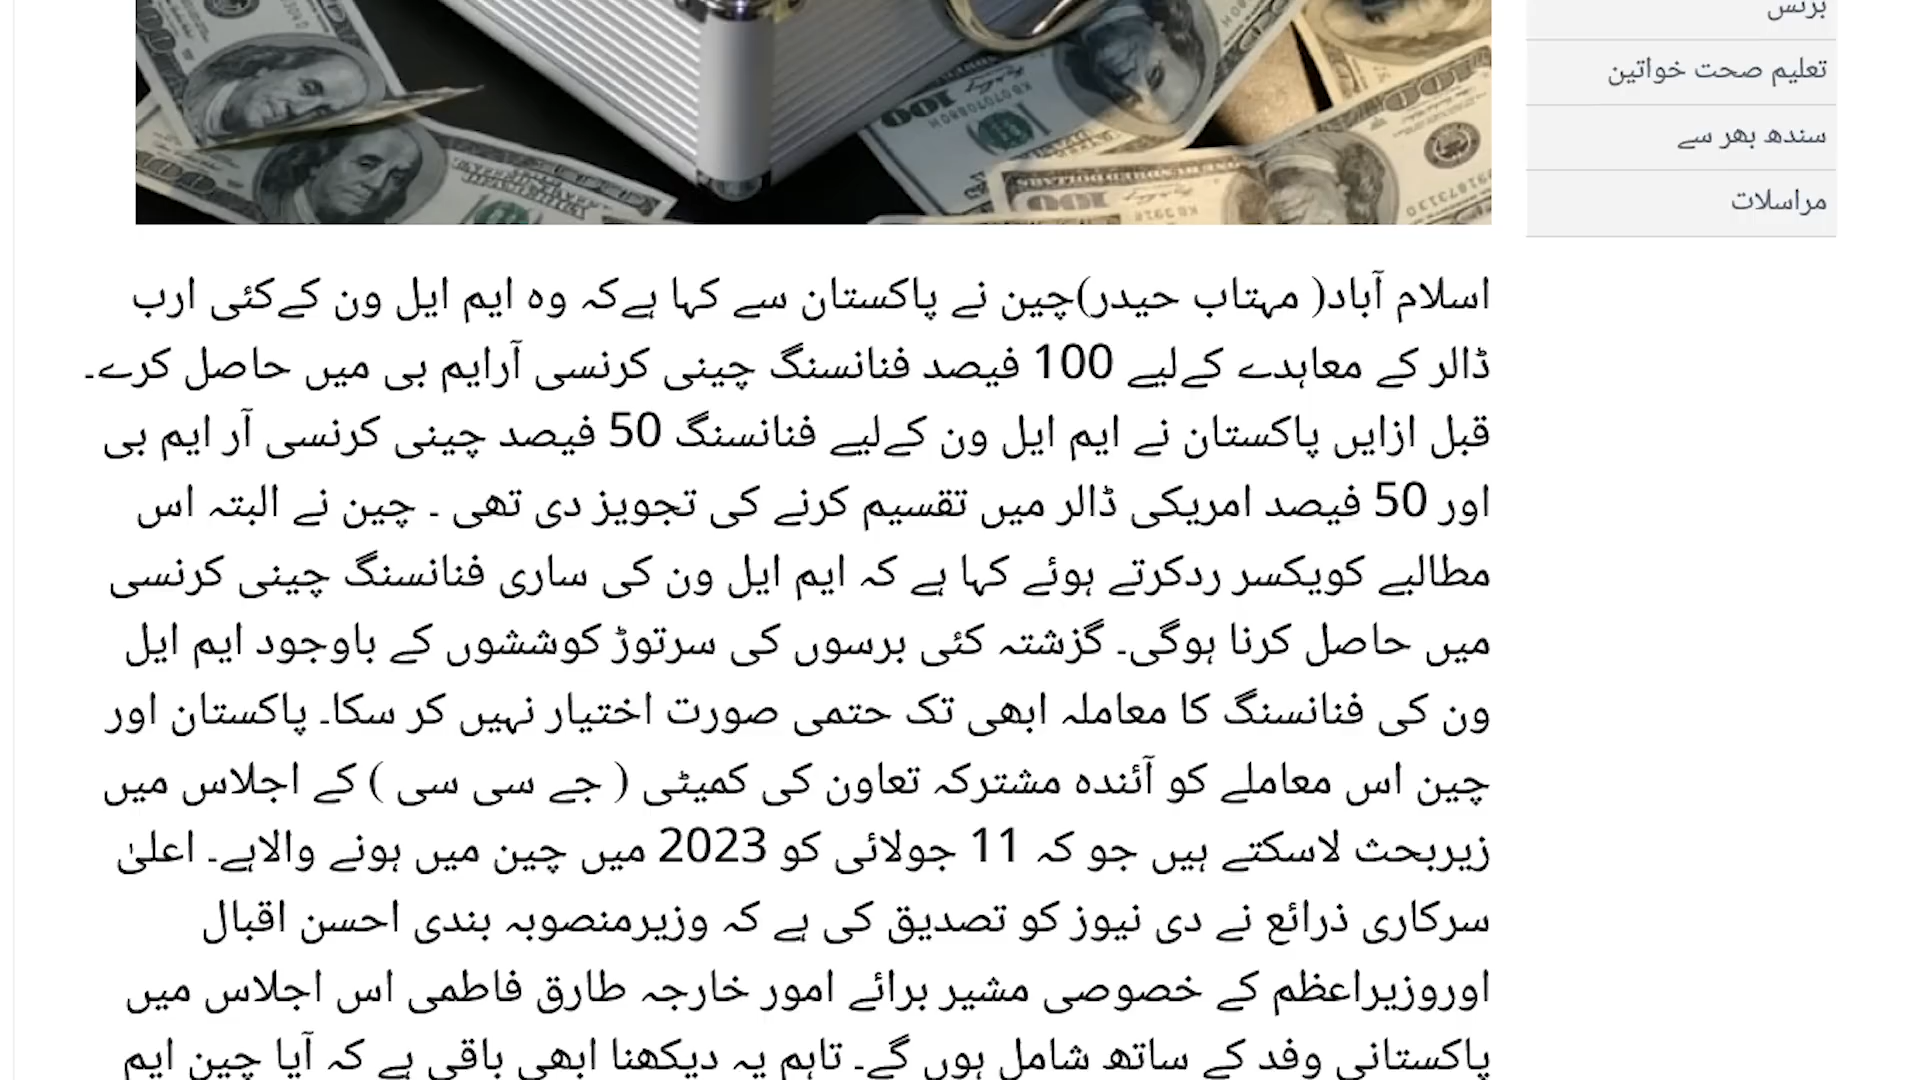 بزنس
تعلیم صحت خواتین
سندھ بھر سے
مراسلات
اسلام آباد( مہتاب حیدر)چین نے پاکستان سے کہا ہےکہ وہ ایم ایل ون کےکئی ارب
ڈالر کے معاہدے کےلیے 100 فیصد فنانسنگ چینی کرنسی آرایم بی میں حاصل کرے۔
قبل ازایں پاکستان نے ایم ایل ون کےلیے فنانسنگ 50 فیصد چینی کرنسی آر ایم بی
اور 50 فیصد امریکی ڈالر میں تقسیم کرنے کی تجویز دی تھی ۔ چین نے البتہ اس
مطالبے کویکسر ردکرتے ہوئے کہا ہے کہ ایم ایل ون کی ساری فنانسنگ چینی کرنسی
میں حاصل کرنا ہوگی۔ گزشتہ کئی برسوں کی سرتوڑ کوششوں کے باوجود ایم ایل
ون کی فنانسنگ کا معاملہ ابھی تک حتمی صورت اختیار نہیں کر سکا۔ پاکستان اور
چین اس معاملے کو آئندہ مشترکہ تعاون کی کمیٹی ( جے سی سی ) کے اجلاس میں
زیربحث لاسکتے ہیں جو کہ 11 جولائی کو 2023 میں چین میں ہونے والاہے۔ اعلیٰ
سرکاری ذرائع نے دی نیوز کو تصدیق کی ہے کہ وزیرمنصوبہ بندی احسن اقبال
اوروزیراعظم کے خصوصی مشیر برائے امور خارجہ طارق فاطمی اس اجلاس میں
پاکستانی وفد کے ساتھ شامل ہوں گے۔ تاہم یہ دیکھنا ابھی باقی ہے کہ آیا چین ایم